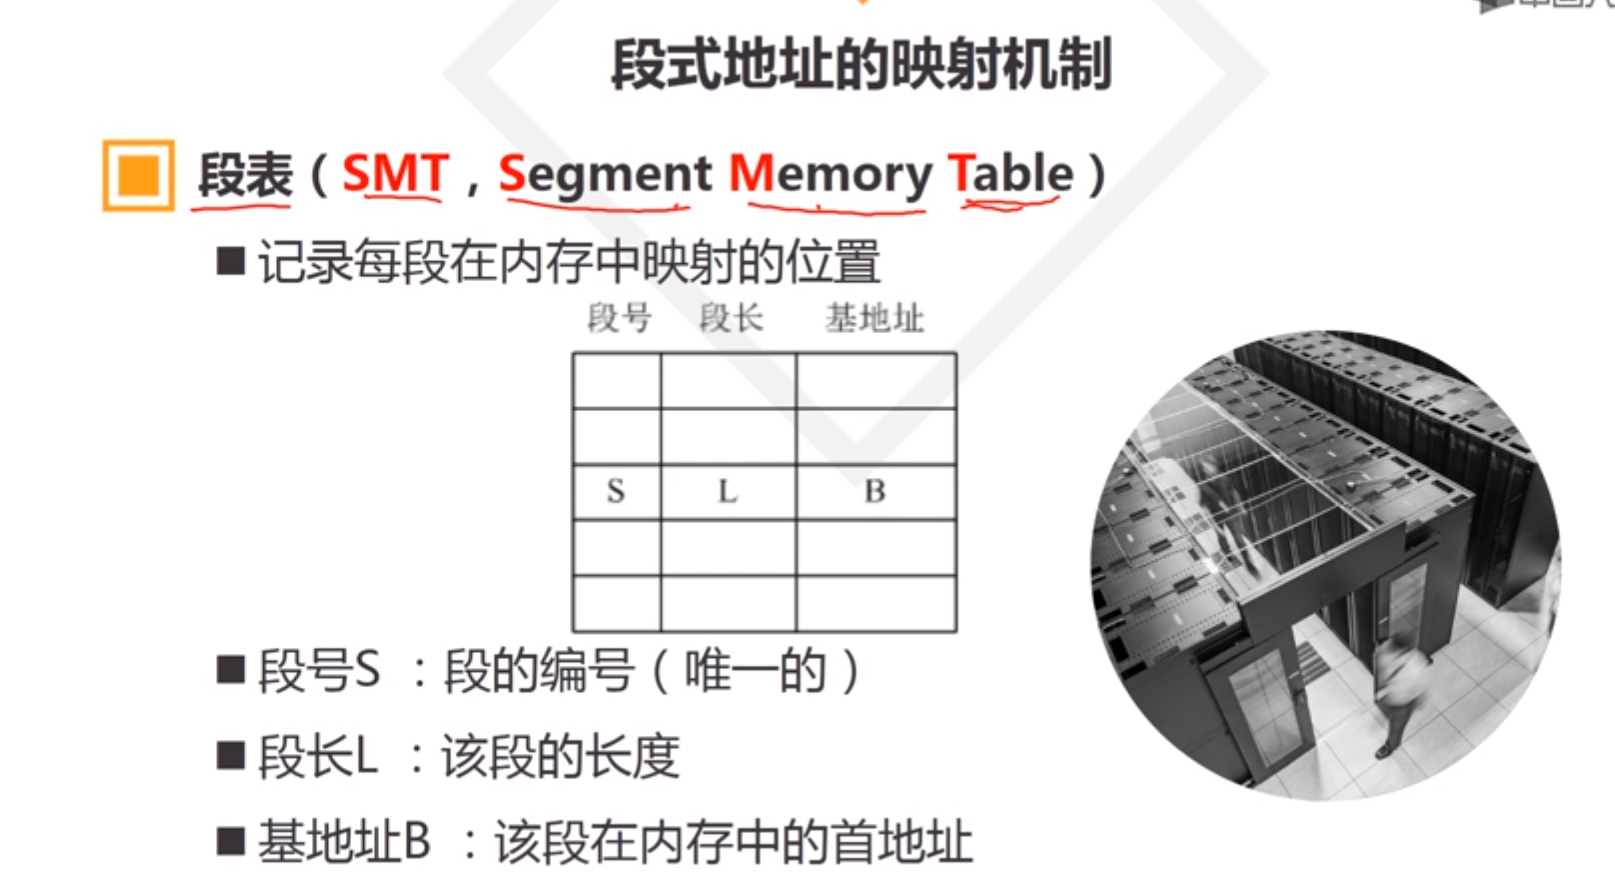 段式地址的映射机制
段表（SMT，Segment Memory Table）
■ 记录每段在内存中映射的位置
段号 段长 基地址
S L B
■ 段号S ：段的编号（唯一的）
■ 段长L ：该段的长度
■ 基地址B ：该段在内存中的首地址